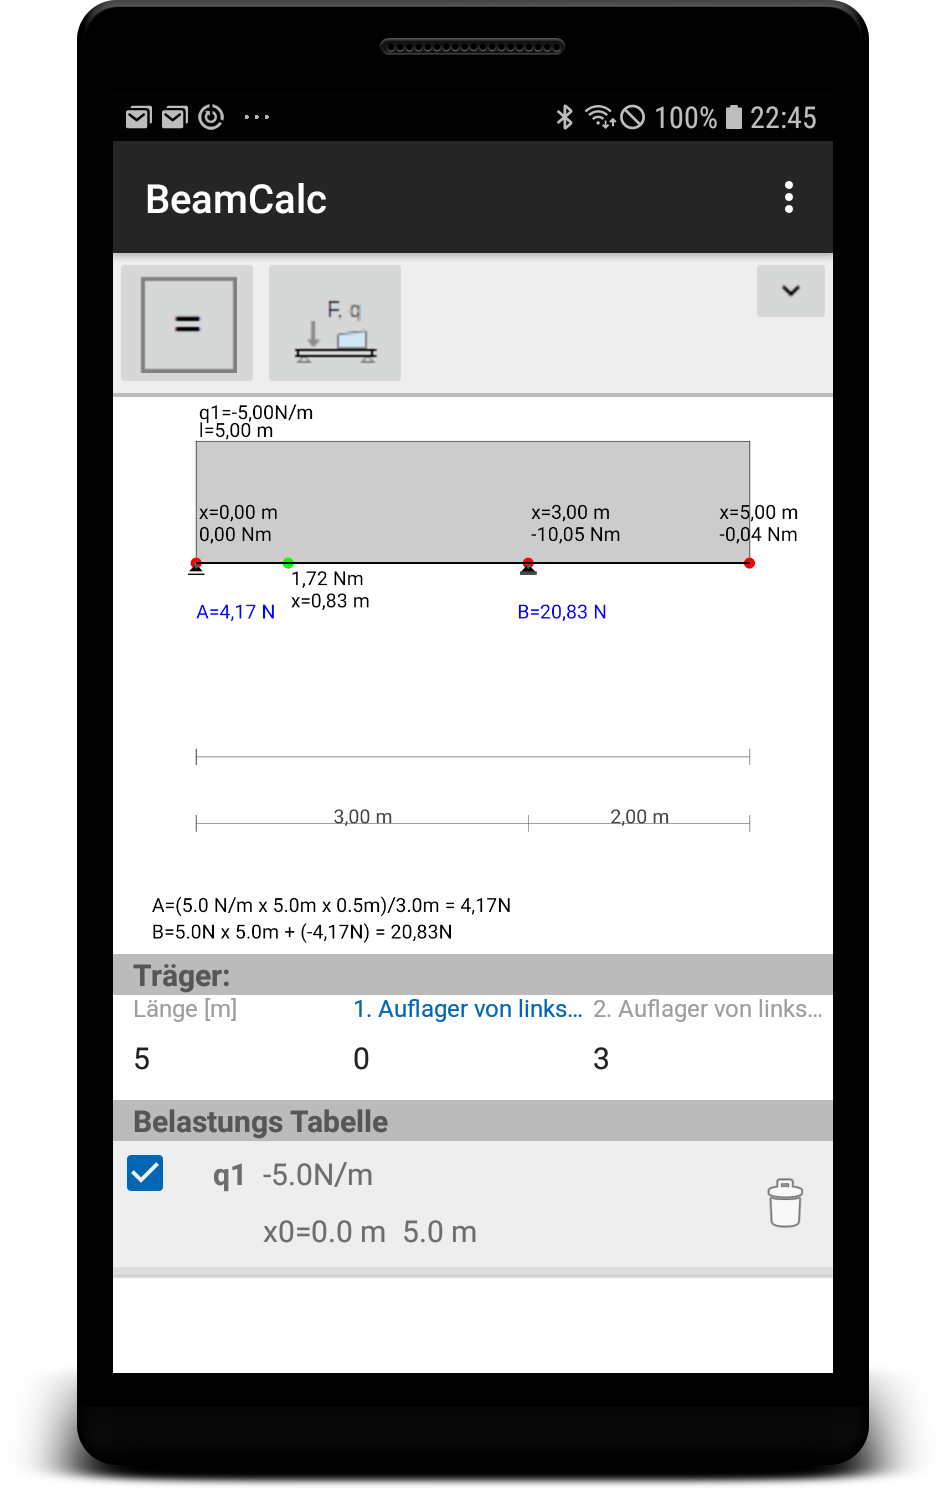 100% 22:45
BeamCalc
=
F, q
q1=-5,00N/m
l=5,00 m
x=0,00 m x=3,00 m x=5,00 m
0,00 Nm -10,05 Nm -0,04 Nm
1,72 Nm
x=0,83 m
A=4,17 N B=20,83 N
3,00 m 2,00 m
A=(5.0 N/m x 5.0m x 0.5m)/3.0m = 4,17N
B=5.0N x 5.0m + (-4,17N) = 20,83N
Träger:
Länge [m] 1. Auflager von links... 2. Auflager von links...
5 0 3
Belastungs Tabelle
q1 -5.0N/m
x0=0.0 m 5.0 m